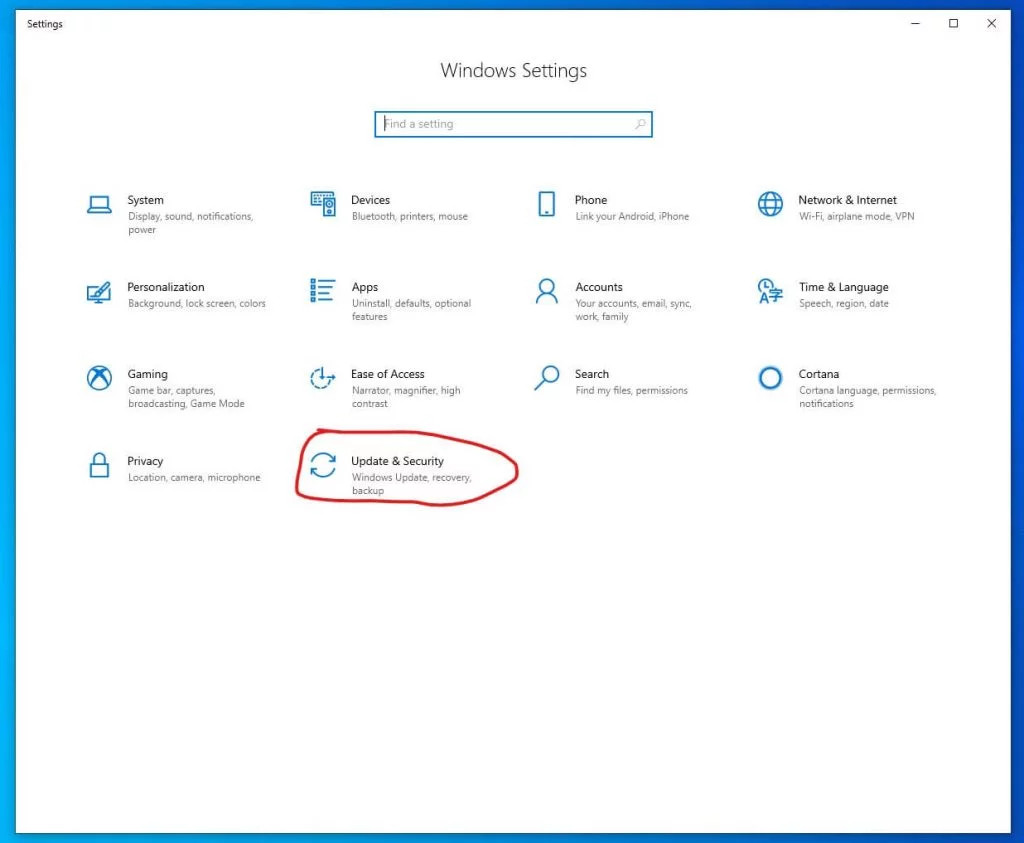 Settings
Windows Settings
Find a setting
System
Display, sound, notifications,
power
Devices
Bluetooth, printers, mouse
Phone
Link your Android, iPhone
Network & Internet
Wi-Fi, airplane mode, VPN
Personalization
Background, lock screen, colors
Apps
Uninstall, defaults, optional
features
Accounts
Your accounts, email, sync,
work, family
Time & Language
Speech, region, date
Gaming
Game bar, captures,
broadcasting, Game Mode
Ease of Access
Narrator, magnifier, high
contrast
Search
Find my files, permissions
Cortana
Cortana language, permissions,
notifications
Privacy
Location, camera, microphone
Update & Security
Windows Update, recovery,
backup